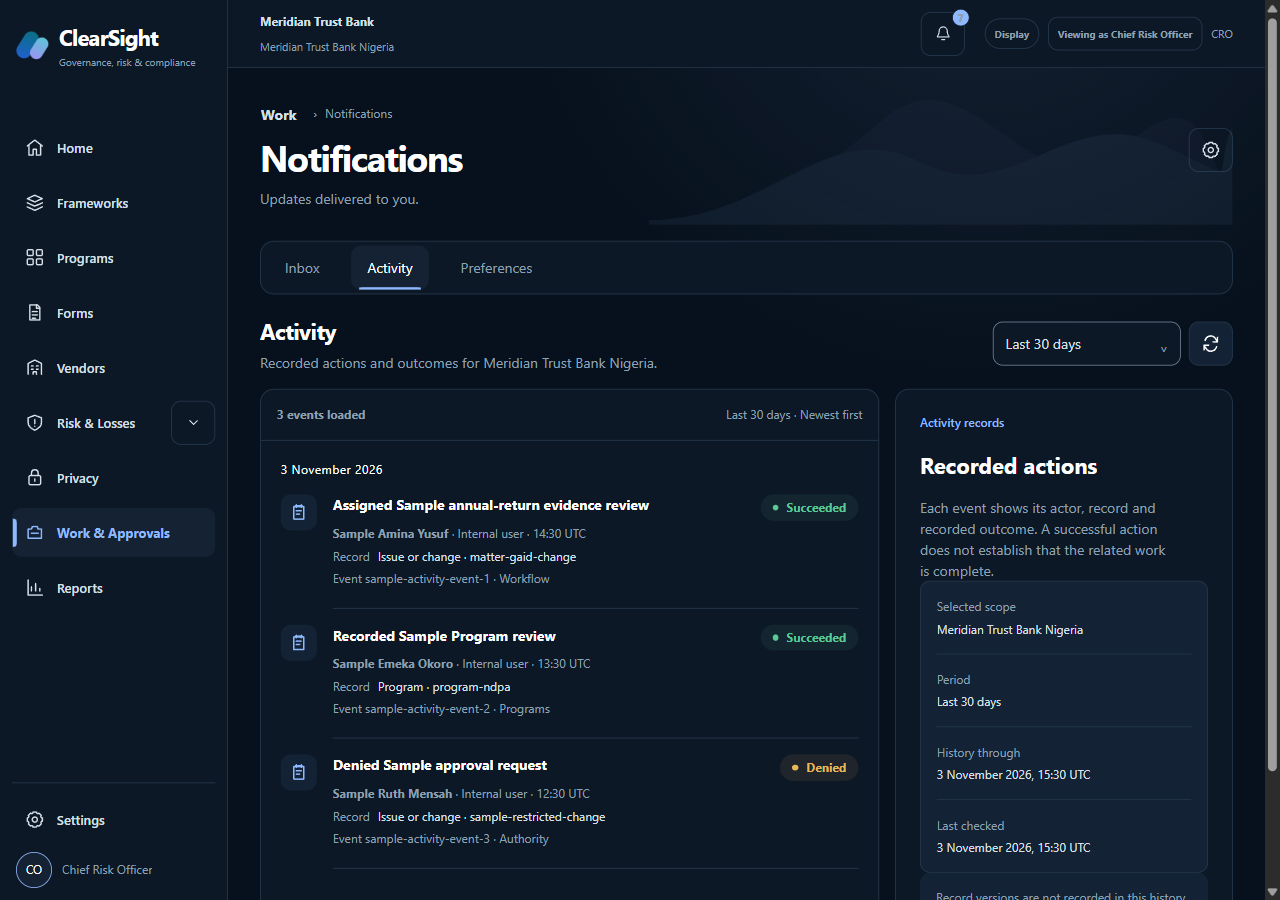 ClearSight
Governance, risk & compliance
Home
Frameworks
Programs
Forms
Vendors
Risk & Losses
Privacy
Work & Approvals
Reports
Settings
CO
Chief Risk Officer
Meridian Trust Bank
Meridian Trust Bank Nigeria
7
Display
Viewing as Chief Risk Officer
CRO
Work › Notifications
Notifications
Updates delivered to you.
Inbox
Activity
Preferences
Activity
Recorded actions and outcomes for Meridian Trust Bank Nigeria.
Last 30 days
3 events loaded
Last 30 days · Newest first
3 November 2026
Assigned Sample annual-return evidence review
Succeeded
Sample Amina Yusuf · Internal user · 14:30 UTC
Record Issue or change · matter-gaid-change
Event sample-activity-event-1 · Workflow
Recorded Sample Program review
Succeeded
Sample Emeka Okoro · Internal user · 13:30 UTC
Record Program · program-ndpa
Event sample-activity-event-2 · Programs
Denied Sample approval request
Denied
Sample Ruth Mensah · Internal user · 12:30 UTC
Record Issue or change · sample-restricted-change
Event sample-activity-event-3 · Authority
Activity records
Recorded actions
Each event shows its actor, record and
recorded outcome. A successful action
does not establish that the related work
is complete.
Selected scope
Meridian Trust Bank Nigeria
Period
Last 30 days
History through
3 November 2026, 15:30 UTC
Last checked
3 November 2026, 15:30 UTC
Record versions are not recorded in this history